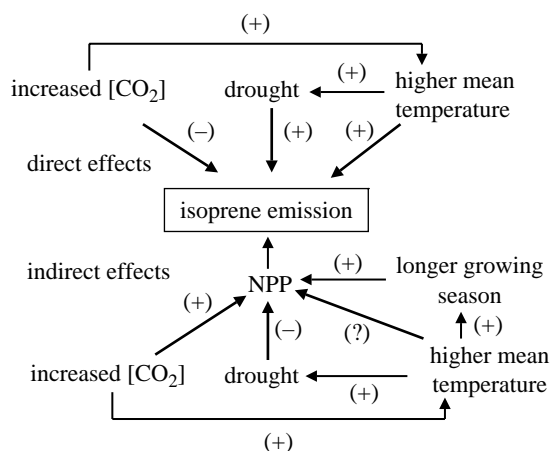 (+)
increased [CO₂]
drought
(+)
higher mean
temperature
(–)
(+)
(+)
direct effects
isoprene emission
indirect effects
NPP
(+)
longer growing
season
(+)
(–)
(?)
(+)
increased [CO₂]
drought
(+)
higher mean
temperature
(+)